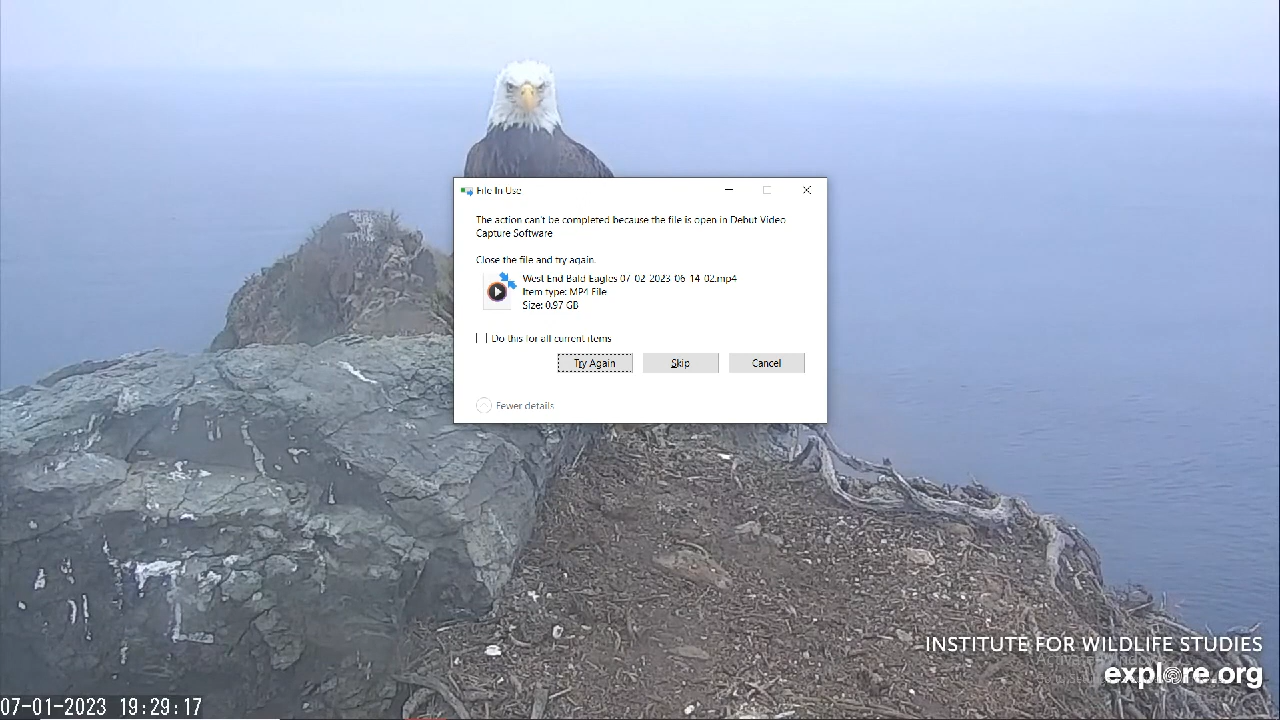 File In Use
The action can't be completed because the file is open in Debut Video
Capture Software
Close the file and try again.
West End Bald Eagles 07-02-2023-06-14-02.mp4
Item type: MP4 File
Size: 0.97 GB
Do this for all current items
Try Again
Skip
Cancel
Fewer details
INSTITUTE FOR WILDLIFE STUDIES
explore.org
07-01-2023 19:29:17